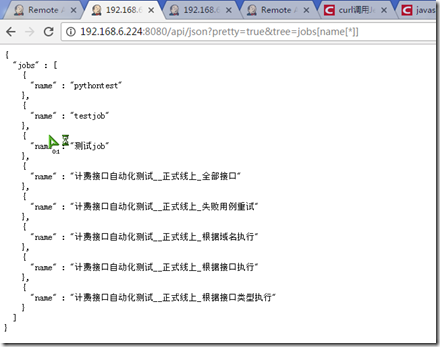 Remote A
192.168.6
192.168.6
Remote A
curl调用J
javas
192.168.6.224:8080/api/json?pretty=true&tree=jobs[name[*]]
{
"jobs" : [
{
"name" : "pythontest"
},
{
"name" : "testjob"
},
{
"name" : "测试job"
},
{
"name" : "计费接口自动化测试__正式线上_全部接口"
},
{
"name" : "计费接口自动化测试__正式线上_失败用例重试"
},
{
"name" : "计费接口自动化测试__正式线上_根据域名执行"
},
{
"name" : "计费接口自动化测试__正式线上_根据接口执行"
},
{
"name" : "计费接口自动化测试__正式线上_根据接口类型执行"
}
]
}